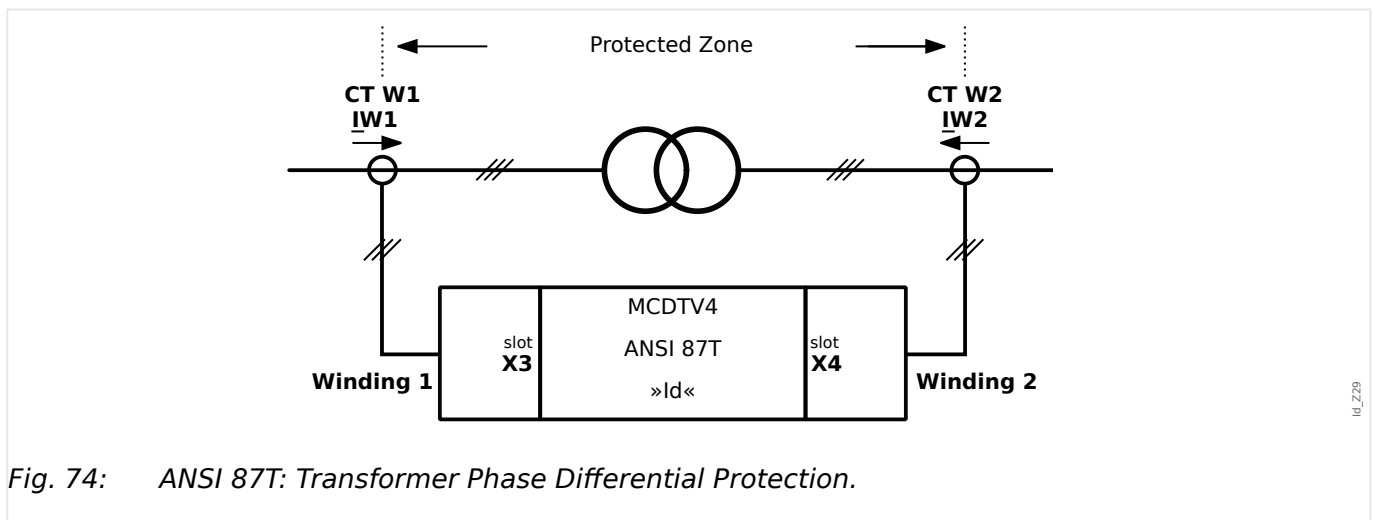 Protected Zone
CT W1
IW1
CT W2
IW2
MCDTV4
ANSI 87T
»Id«
slot
X3
slot
X4
Winding 1
Winding 2
Id_Z29
Fig. 74: ANSI 87T: Transformer Phase Differential Protection.